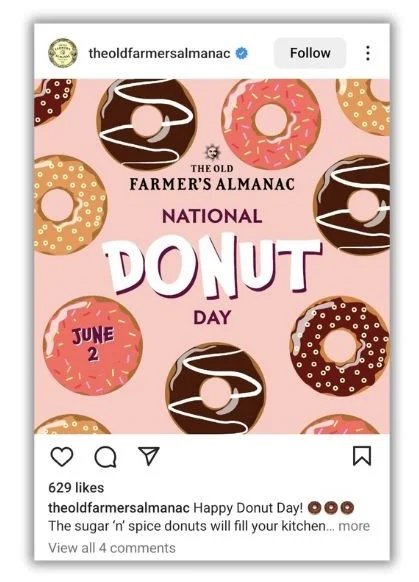 theoldfarmersalmanac
Follow
THE OLD
FARMER'S ALMANAC
NATIONAL
DONUT
DAY
JUNE
2
629 likes
theoldfarmersalmanac Happy Donut Day! 🍩🍩🍩
The sugar ‘n’ spice donuts will fill your kitchen... more
View all 4 comments